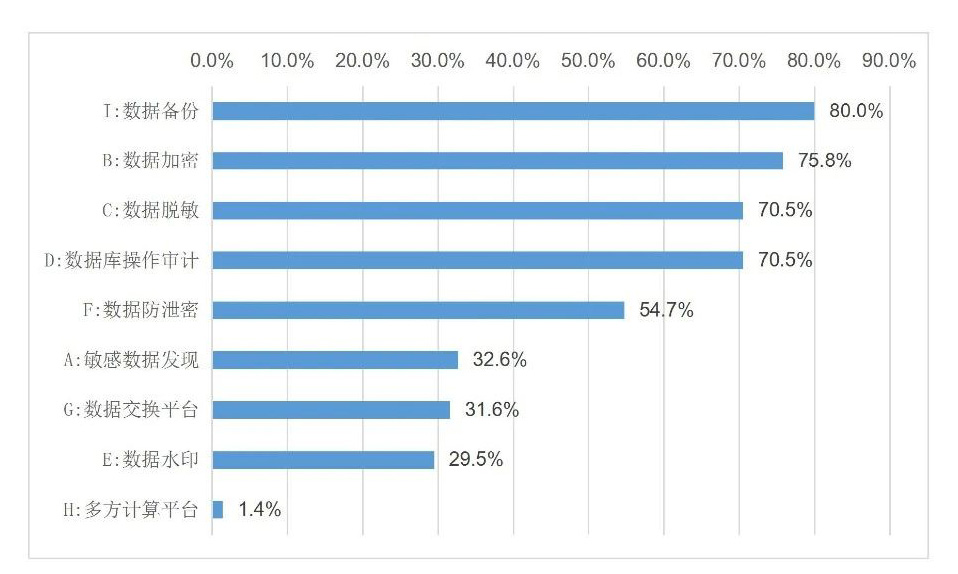 0.0% 10.0% 20.0% 30.0% 40.0% 50.0% 60.0% 70.0% 80.0% 90.0%
I:数据备份 80.0%
B:数据加密 75.8%
C:数据脱敏 70.5%
D:数据库操作审计 70.5%
F:数据防泄密 54.7%
A:敏感数据发现 32.6%
G:数据交换平台 31.6%
E:数据水印 29.5%
H:多方计算平台 1.4%